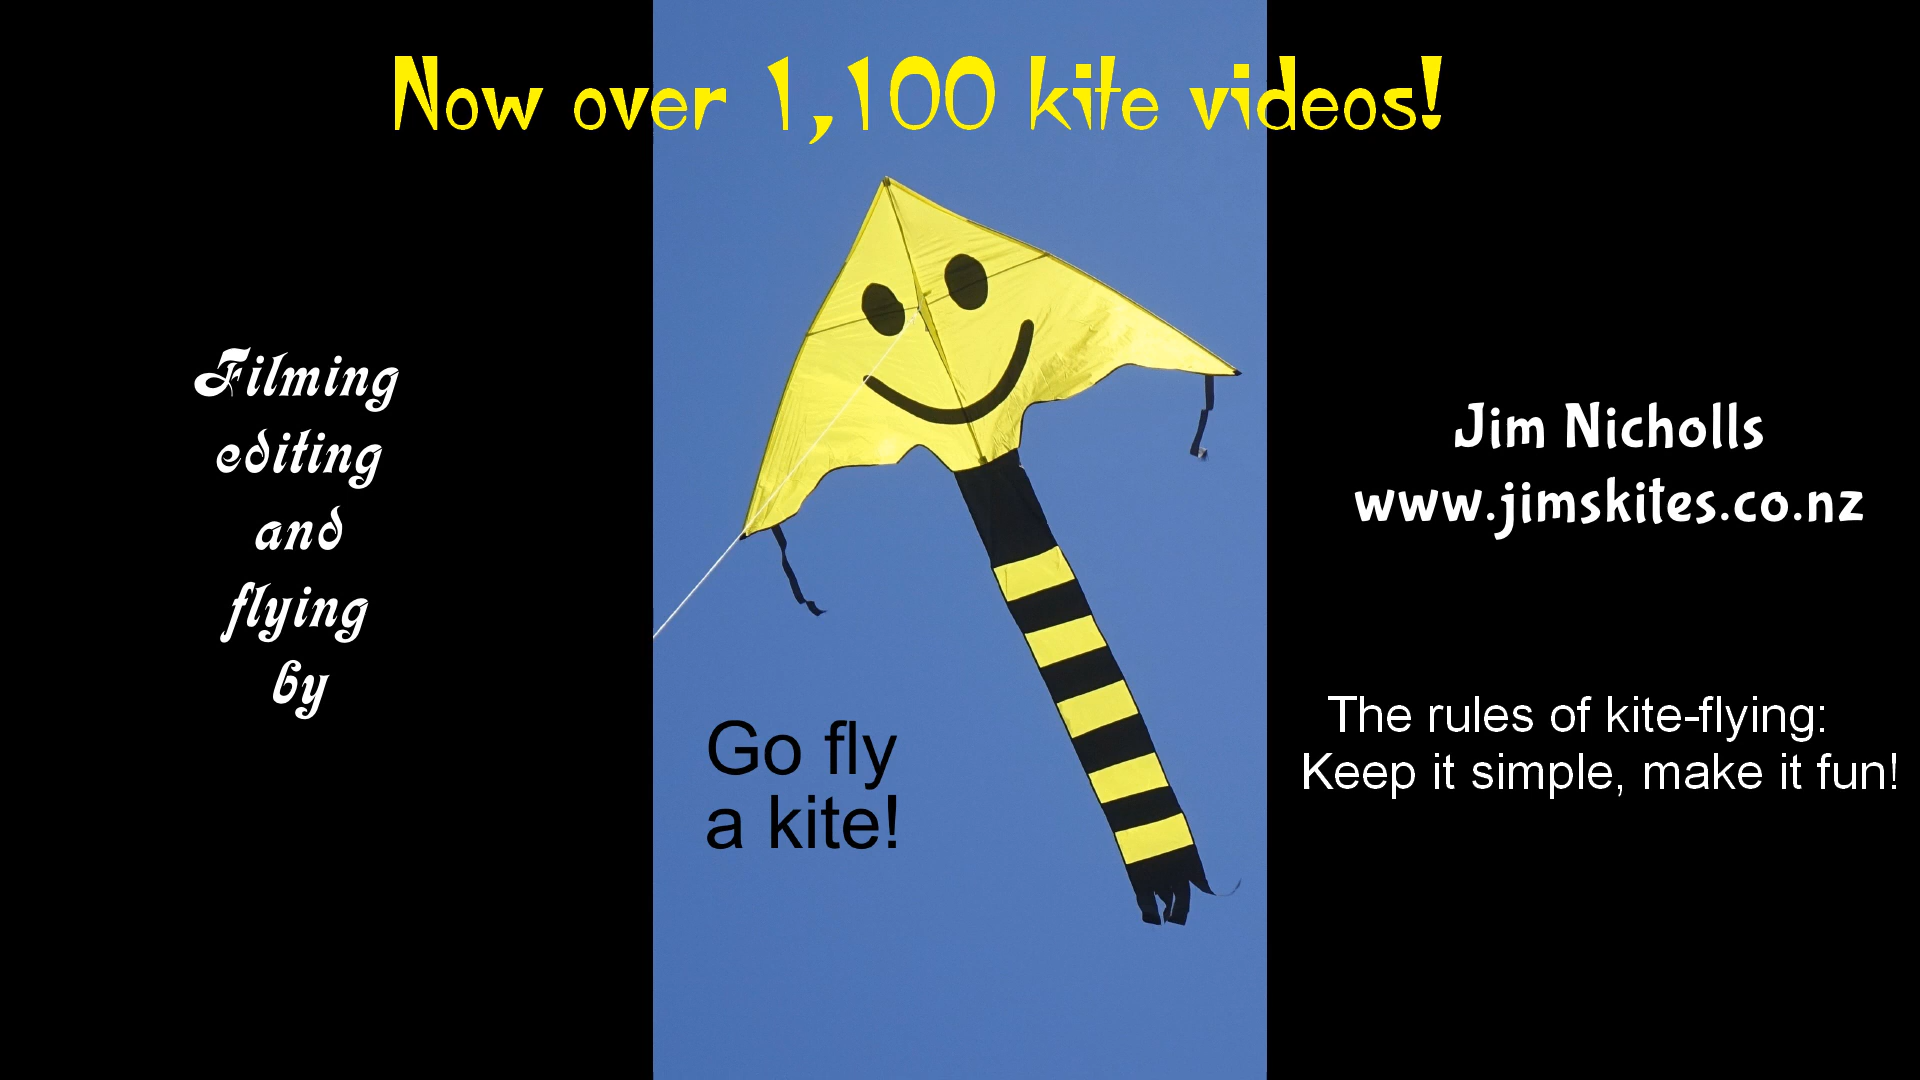 Now over 1,100 kite videos!
Filming
editing
and
flying
by
Jim Nicholls
www.jimskites.co.nz
Go fly
a kite!
The rules of kite-flying:
Keep it simple, make it fun!